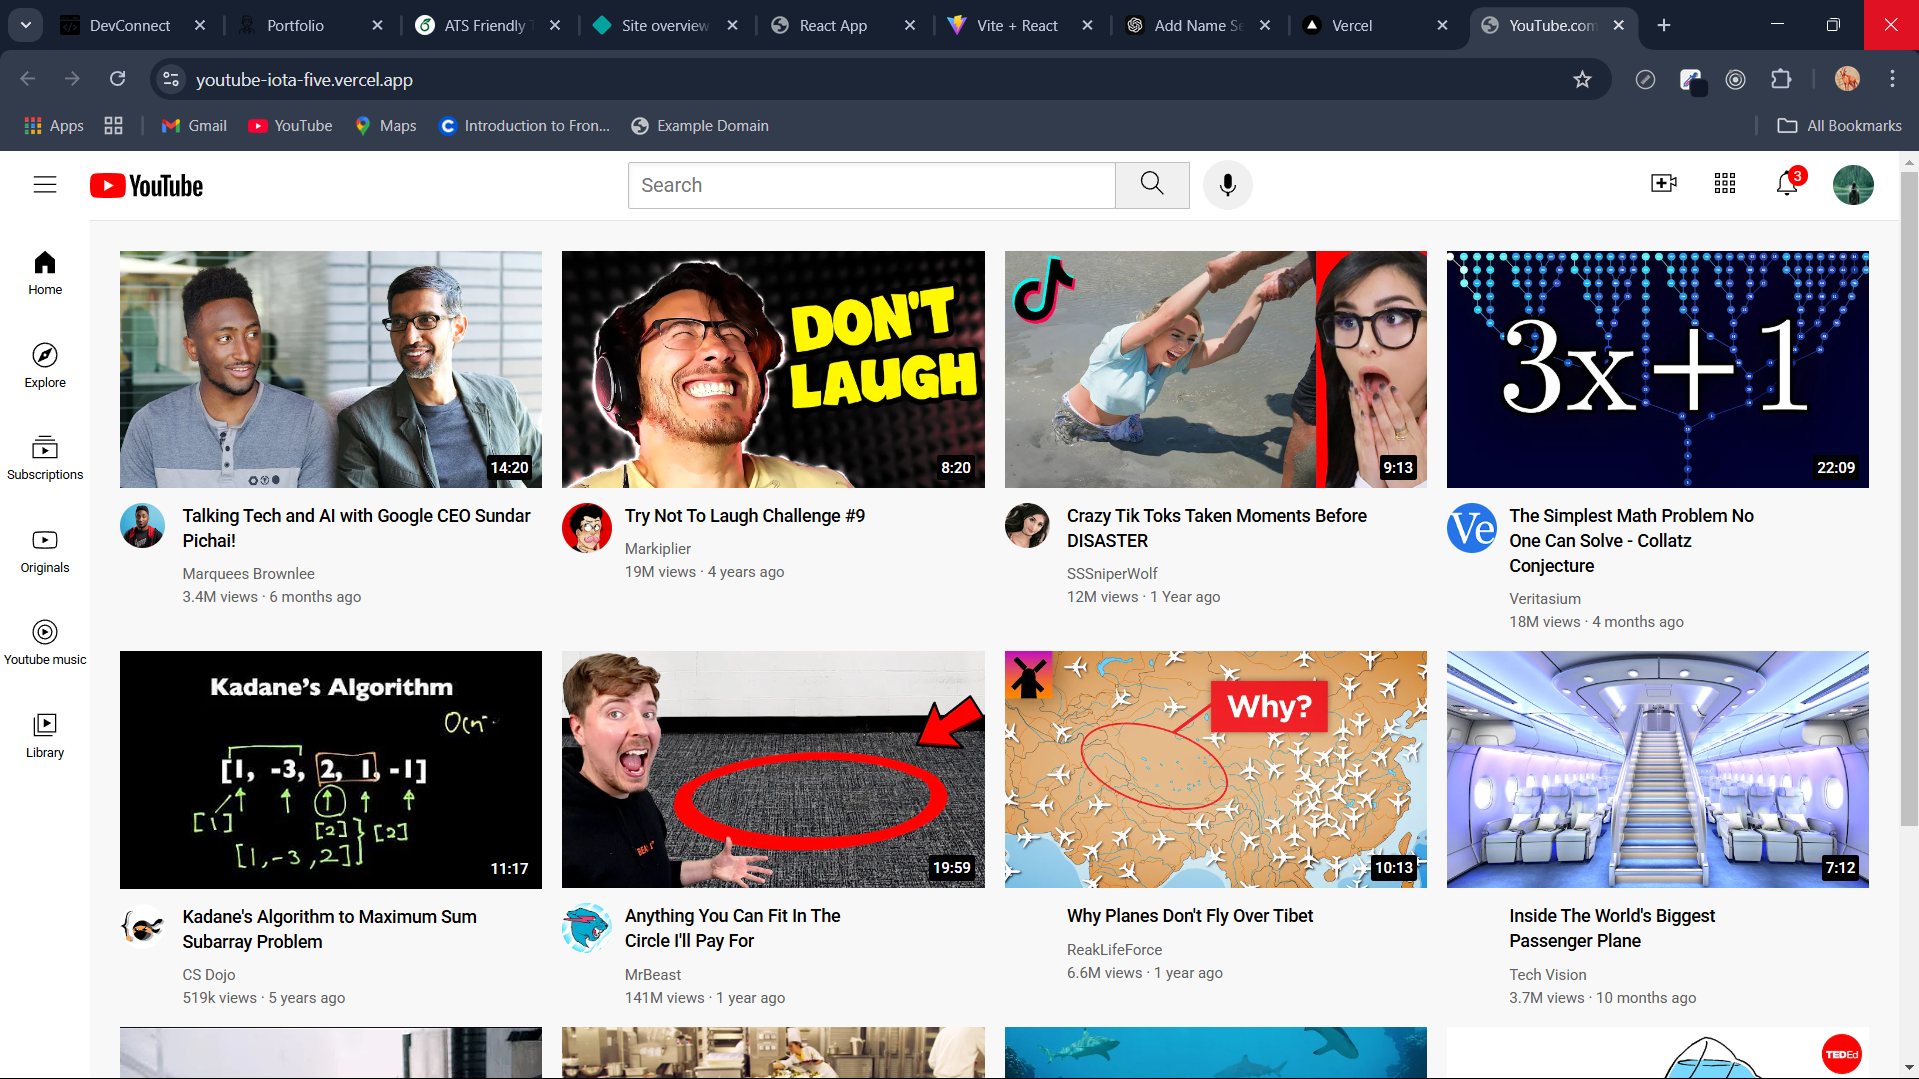 DevConnect
Portfolio
ATS Friendly
Site overview
React App
Vite + React
Add Name Se
Vercel
YouTube.com
youtube-iota-five.vercel.app
Apps
Gmail
YouTube
Maps
Introduction to Fron...
Example Domain
All Bookmarks
YouTube
Search
3
Home
Explore
Subscriptions
Originals
Youtube music
Library
14:20
DON'T
LAUGH
8:20
9:13
3x+1
22:09
Talking Tech and AI with Google CEO Sundar
Pichai!
Marquees Brownlee
3.4M views · 6 months ago
Try Not To Laugh Challenge #9
Markiplier
19M views · 4 years ago
Crazy Tik Toks Taken Moments Before
DISASTER
SSSniperWolf
12M views · 1 Year ago
Ve
The Simplest Math Problem No
One Can Solve - Collatz
Conjecture
Veritasium
18M views · 4 months ago
Kadane's Algorithm
[1, -3, 2, 1, -1]
[1]
[2]
[2]
[1, -3, 2]
11:17
19:59
Why?
10:13
7:12
Kadane's Algorithm to Maximum Sum
Subarray Problem
CS Dojo
519k views · 5 years ago
Anything You Can Fit In The
Circle I'll Pay For
MrBeast
141M views · 1 year ago
Why Planes Don't Fly Over Tibet
ReakLifeForce
6.6M views · 1 year ago
Inside The World's Biggest
Passenger Plane
Tech Vision
3.7M views · 10 months ago
TEDEd